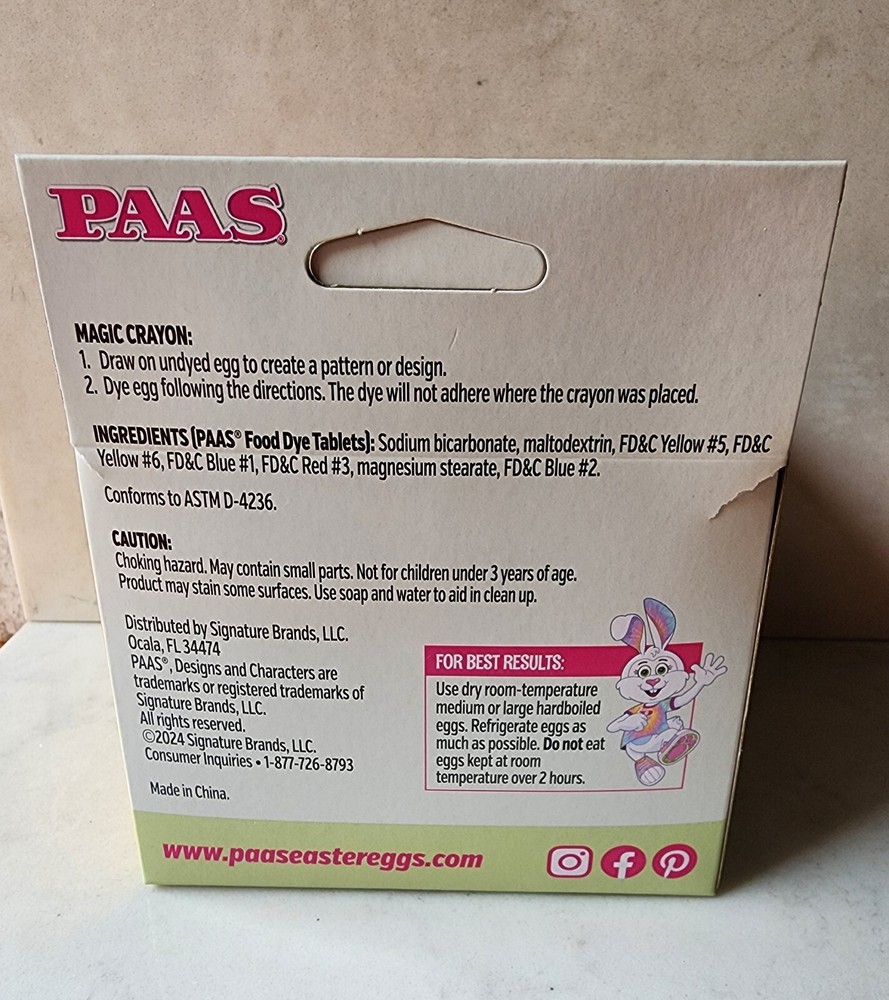 PAAS®
MAGIC CRAYON:
1. Draw on undyed egg to create a pattern or design.
2. Dye egg following the directions. The dye will not adhere where the crayon was placed.
INGREDIENTS (PAAS® Food Dye Tablets): Sodium bicarbonate, maltodextrin, FD&C Yellow #5, FD&C
Yellow #6, FD&C Blue #1, FD&C Red #3, magnesium stearate, FD&C Blue #2.
Conforms to ASTM D-4236.
CAUTION:
Choking hazard. May contain small parts. Not for children under 3 years of age.
Product may stain some surfaces. Use soap and water to aid in clean up.
Distributed by Signature Brands, LLC.
Ocala, FL 34474
PAAS®, Designs and Characters are
trademarks or registered trademarks of
Signature Brands, LLC.
All rights reserved.
©2024 Signature Brands, LLC.
Consumer Inquiries • 1-877-726-8793
Made in China.
FOR BEST RESULTS:
Use dry room-temperature
medium or large hardboiled
eggs. Refrigerate eggs as
much as possible. Do not eat
eggs kept at room
temperature over 2 hours.
www.paaseastereggs.com